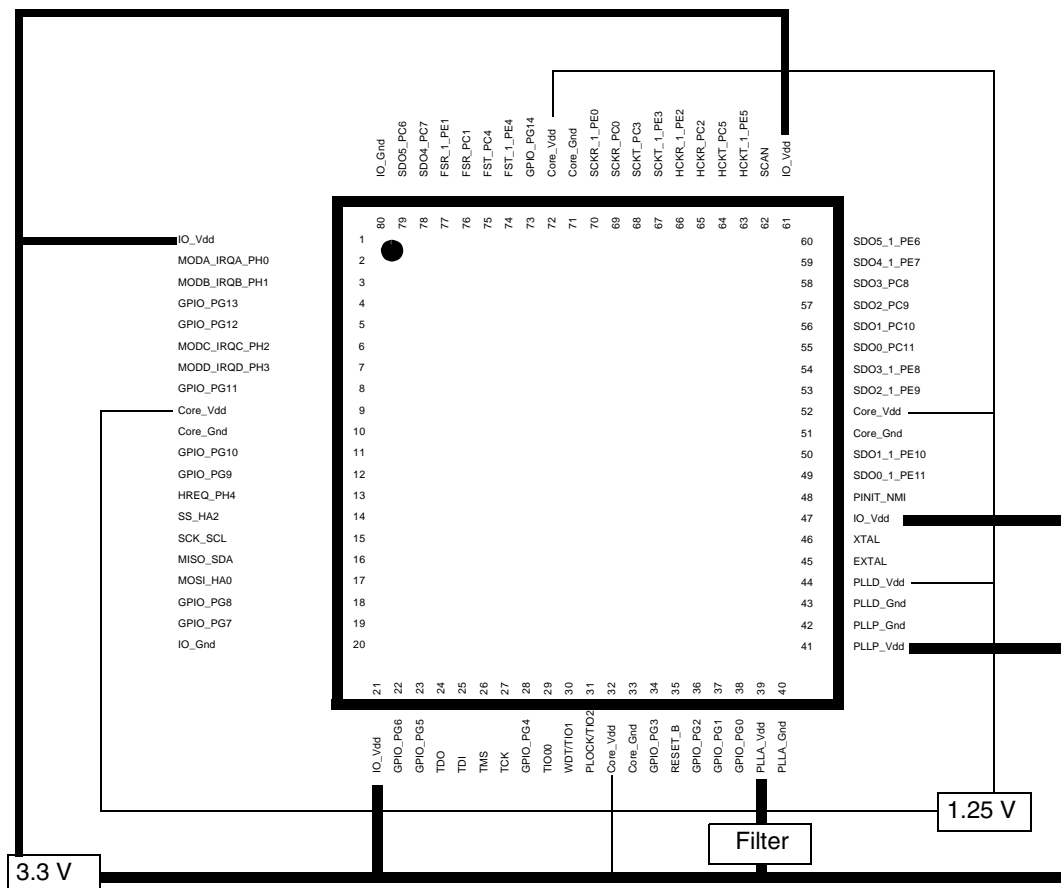 IO_Gnd
SDO5_PC6
SDO4_PC7
FSR_1_PE1
FSR_PC1
FST_PC4
FST_1_PE4
GPIO_PG14
Core_Vdd
Core_Gnd
SCKR_1_PE0
SCKR_PC0
SCKT_PC3
SCKT_1_PE3
HCKR_1_PE2
HCKR_PC2
HCKT_PC5
HCKT_1_PE5
SCAN
IO_Vdd
80 79 78 77 76 75 74 73 72 71 70 69 68 67 66 65 64 63 62 61
IO_Vdd 1
MODA_IRQA_PH0 2
MODB_IRQB_PH1 3
GPIO_PG13 4
GPIO_PG12 5
MODC_IRQC_PH2 6
MODD_IRQD_PH3 7
GPIO_PG11 8
Core_Vdd 9
Core_Gnd 10
GPIO_PG10 11
GPIO_PG9 12
HREQ_PH4 13
SS_HA2 14
SCK_SCL 15
MISO_SDA 16
MOSI_HA0 17
GPIO_PG8 18
GPIO_PG7 19
IO_Gnd 20
60 SDO5_1_PE6
59 SDO4_1_PE7
58 SDO3_PC8
57 SDO2_PC9
56 SDO1_PC10
55 SDO0_PC11
54 SDO3_1_PE8
53 SDO2_1_PE9
52 Core_Vdd
51 Core_Gnd
50 SDO1_1_PE10
49 SDO0_1_PE11
48 PINIT_NMI
47 IO_Vdd
46 XTAL
45 EXTAL
44 PLLD_Vdd
43 PLLD_Gnd
42 PLLP_Gnd
41 PLLP_Vdd
21 22 23 24 25 26 27 28 29 30 31 32 33 34 35 36 37 38 39 40
IO_Vdd
GPIO_PG6
GPIO_PG5
TDO
TDI
TMS
TCK
GPIO_PG4
TIO00
WDT/TIO1
PLOCK/TIO2
Core_Vdd
Core_Gnd
GPIO_PG3
RESET_B
GPIO_PG2
GPIO_PG1
GPIO_PG0
PLLA_Vdd
PLLA_Gnd
1.25 V
Filter
3.3 V